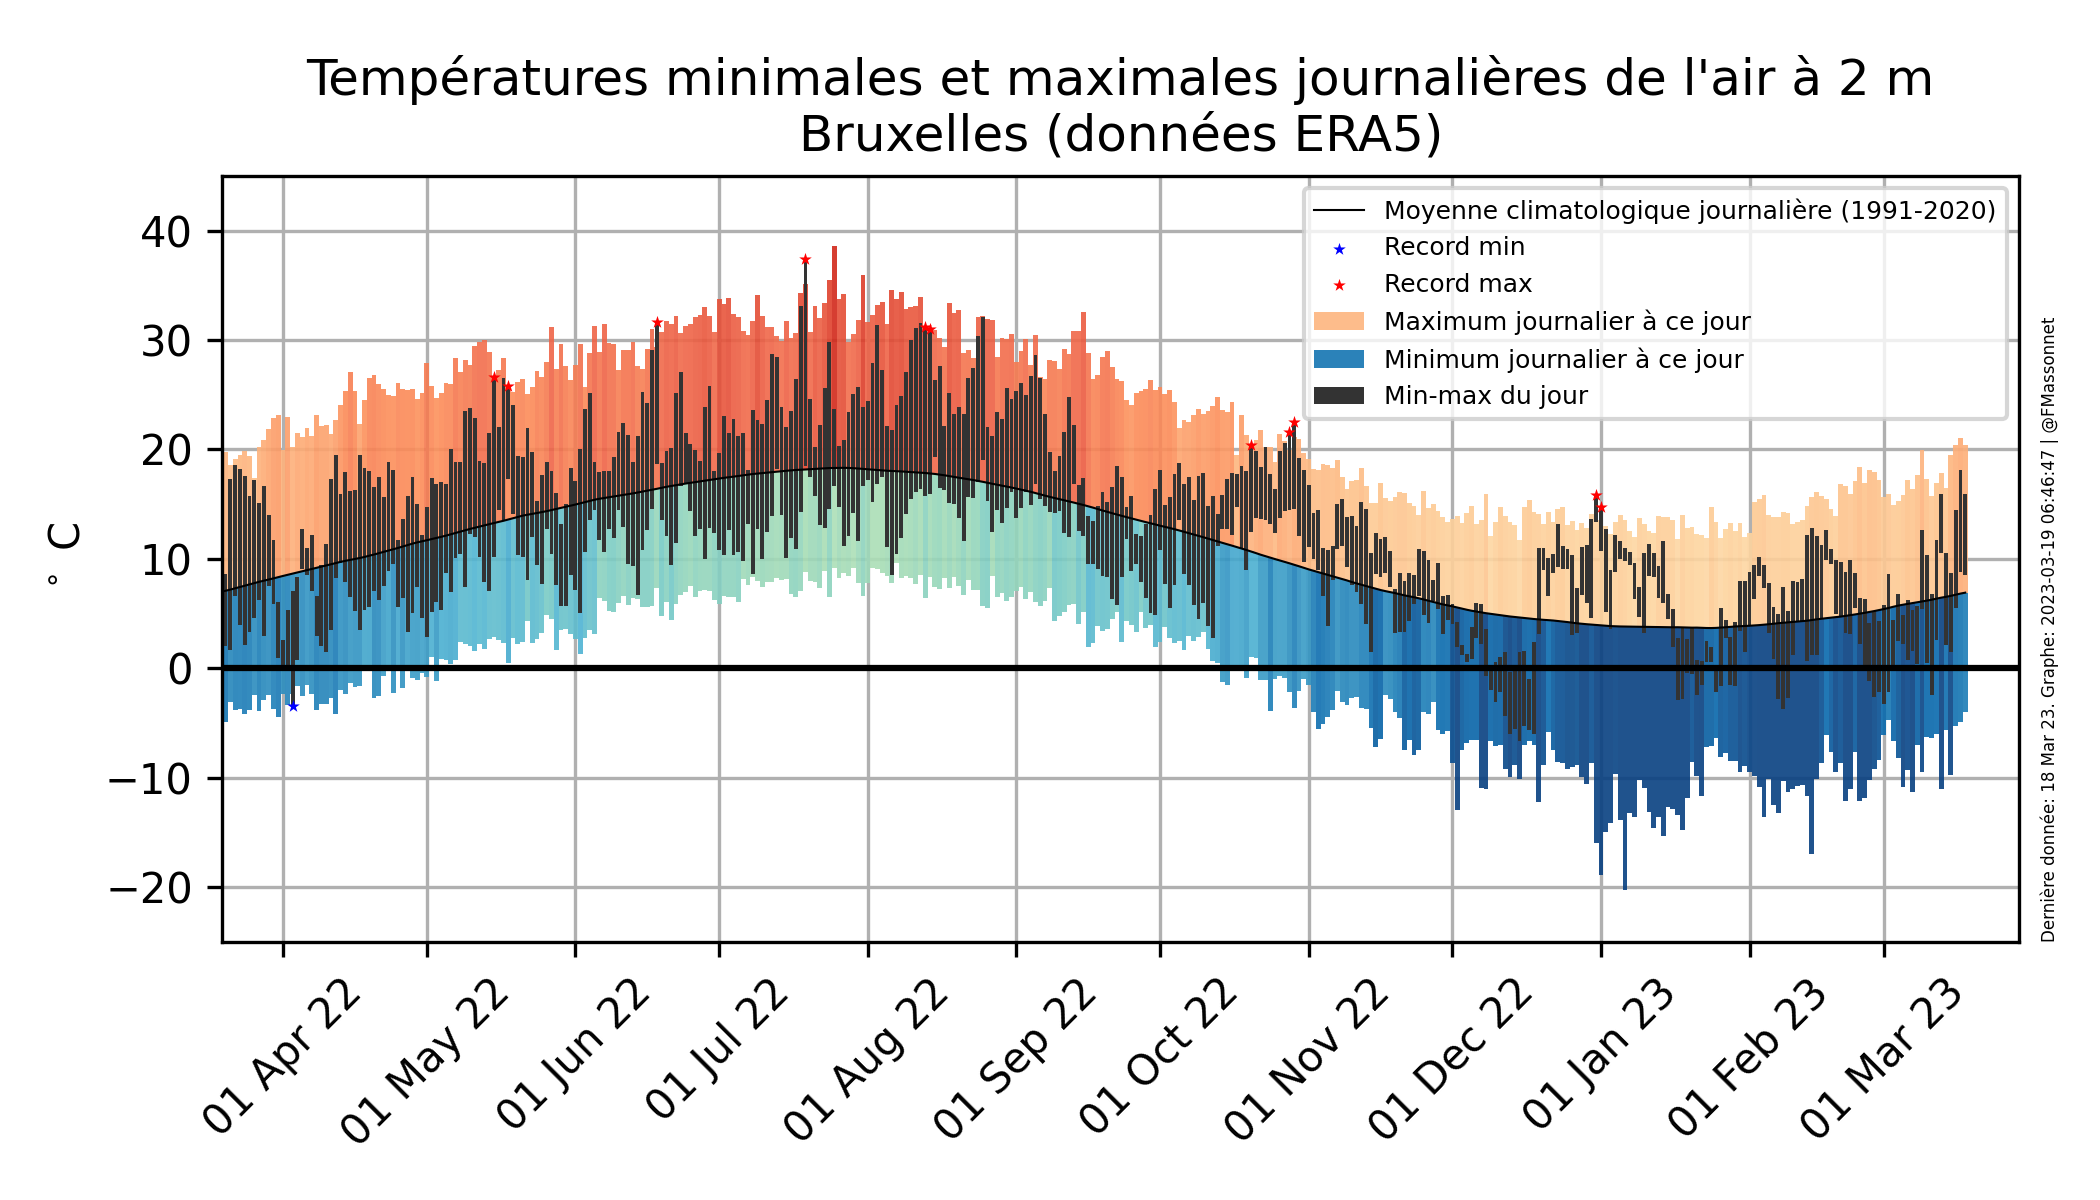 Températures minimales et maximales journalières de l'air à 2 m
Bruxelles (données ERA5)
Moyenne climatologique journalière (1991-2020)
Record min
Record max
Maximum journalier à ce jour
Minimum journalier à ce jour
Min-max du jour
40
30
20
10
0
−10
−20
° C
01 Apr 22
01 May 22
01 Jun 22
01 Jul 22
01 Aug 22
01 Sep 22
01 Oct 22
01 Nov 22
01 Dec 22
01 Jan 23
01 Feb 23
01 Mar 23
Dernière donnée: 18 Mar 23. Graphe: 2023-03-19 06:46:47 | @FMassonnet